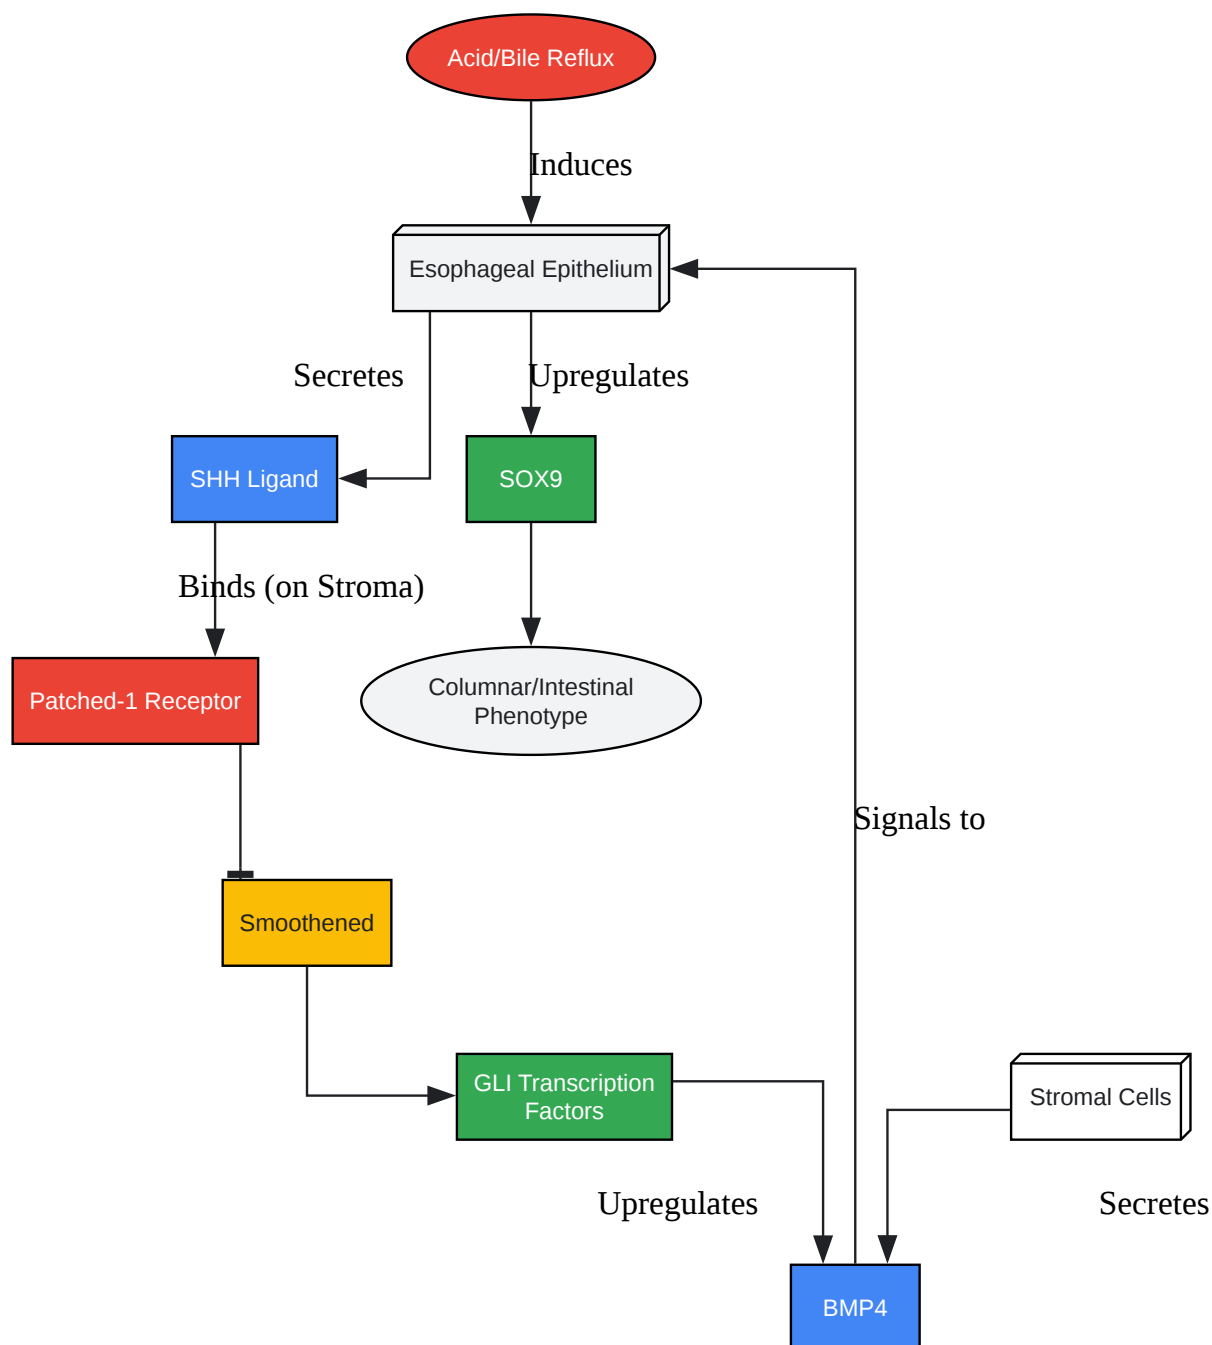 Acid/Bile Reflux
Induces
Esophageal Epithelium
Secretes
Upregulates
SHH Ligand
SOX9
Binds (on Stroma)
Patched-1 Receptor
Columnar/Intestinal
Phenotype
Signals to
Smoothened
GLI Transcription
Factors
Stromal Cells
Upregulates
Secretes
BMP4